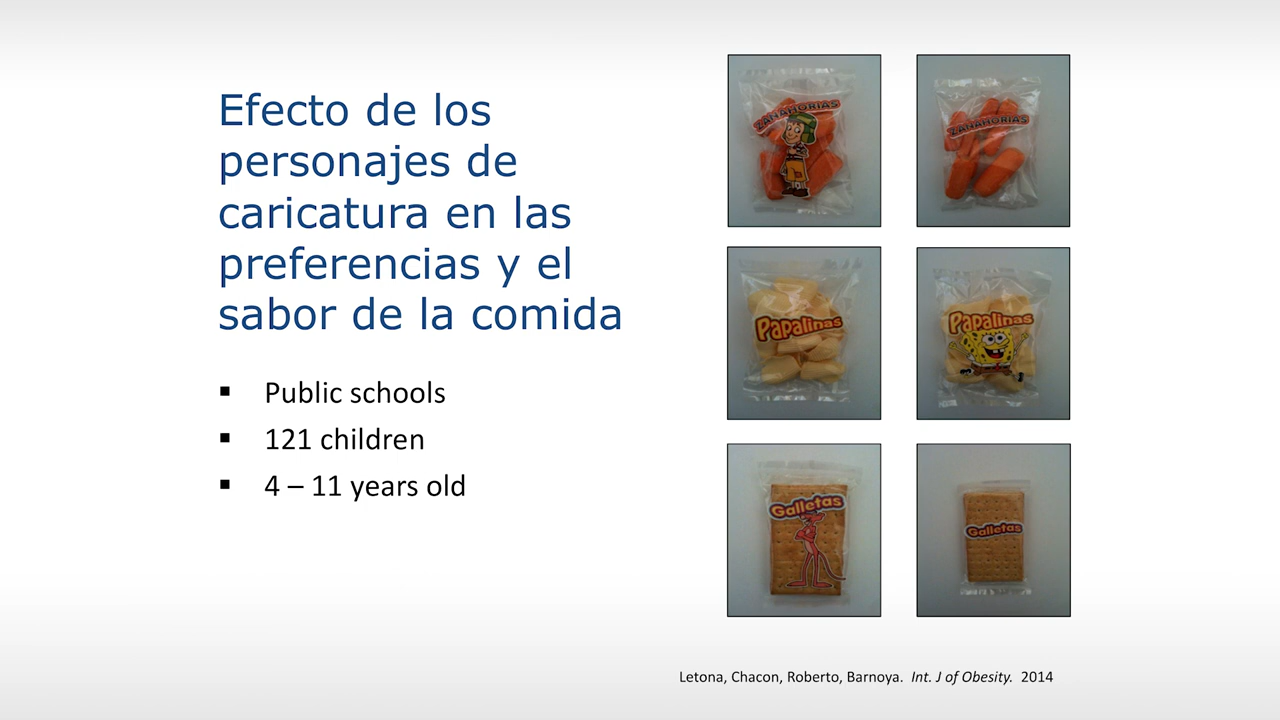 Efecto de los
personajes de
caricatura en las
preferencias y el
sabor de la comida
▪ Public schools
▪ 121 children
▪ 4 – 11 years old
ZANAHORIAS
ZANAHORIAS
Papalinas
Papalinas
Galletas
Galletas
Letona, Chacon, Roberto, Barnoya. Int. J of Obesity. 2014